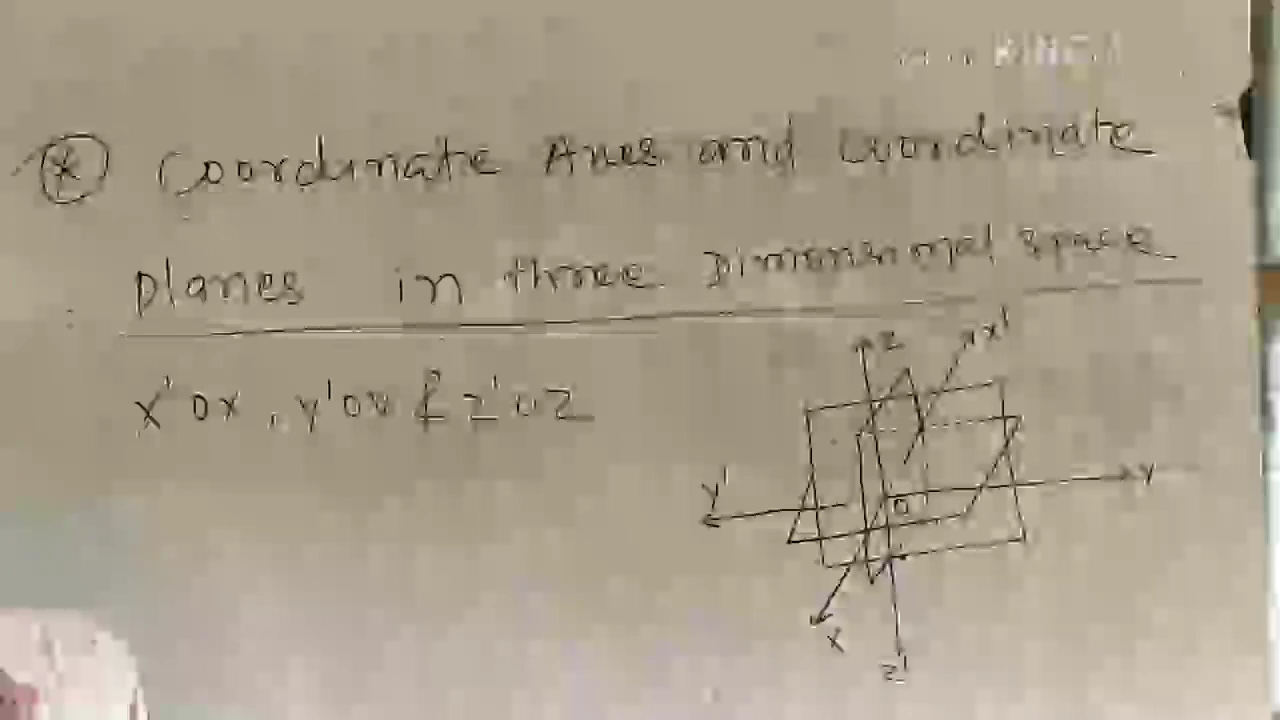 * Coordinate Axes and coordinate
planes in three Dimensional space
x'ox, y'oy & z'oz
z
x'
y'
y
o
x
z'